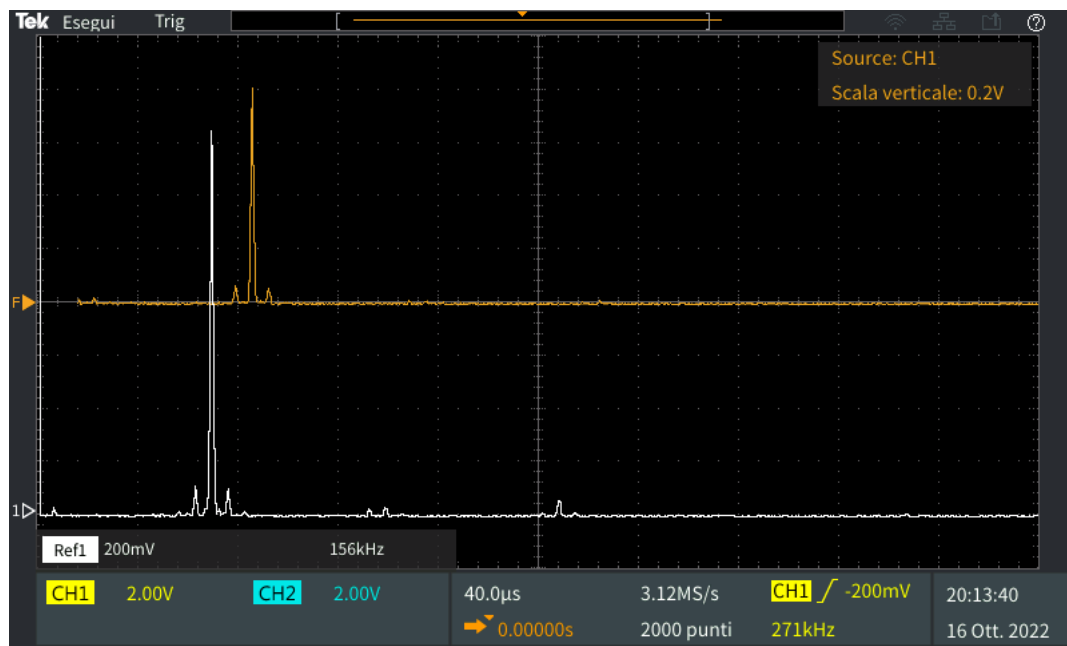 Tek Esegui Trig
Source: CH1
Scala verticale: 0.2V
F
1
Ref1 200mV 156kHz
CH1 2.00V CH2 2.00V 40.0µs 3.12MS/s CH1 -200mV 20:13:40
0.00000s 2000 punti 271kHz 16 Ott. 2022